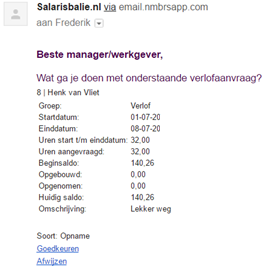 Salarisbalie.nl via email.nmbrsapp.com
aan Frederik
Beste manager/werkgever,
Wat ga je doen met onderstaande verlofaanvraag?
8 | Henk van Vliet
Groep: Verlof
Startdatum: 01-07-20
Einddatum: 08-07-20
Uren start t/m einddatum: 32,00
Uren aangevraagd: 32,00
Beginsaldo: 140,26
Opgebouwd: 0,00
Opgenomen: 0,00
Huidig saldo: 140,26
Omschrijving: Lekker weg
Soort: Opname
Goedkeuren
Afwijzen